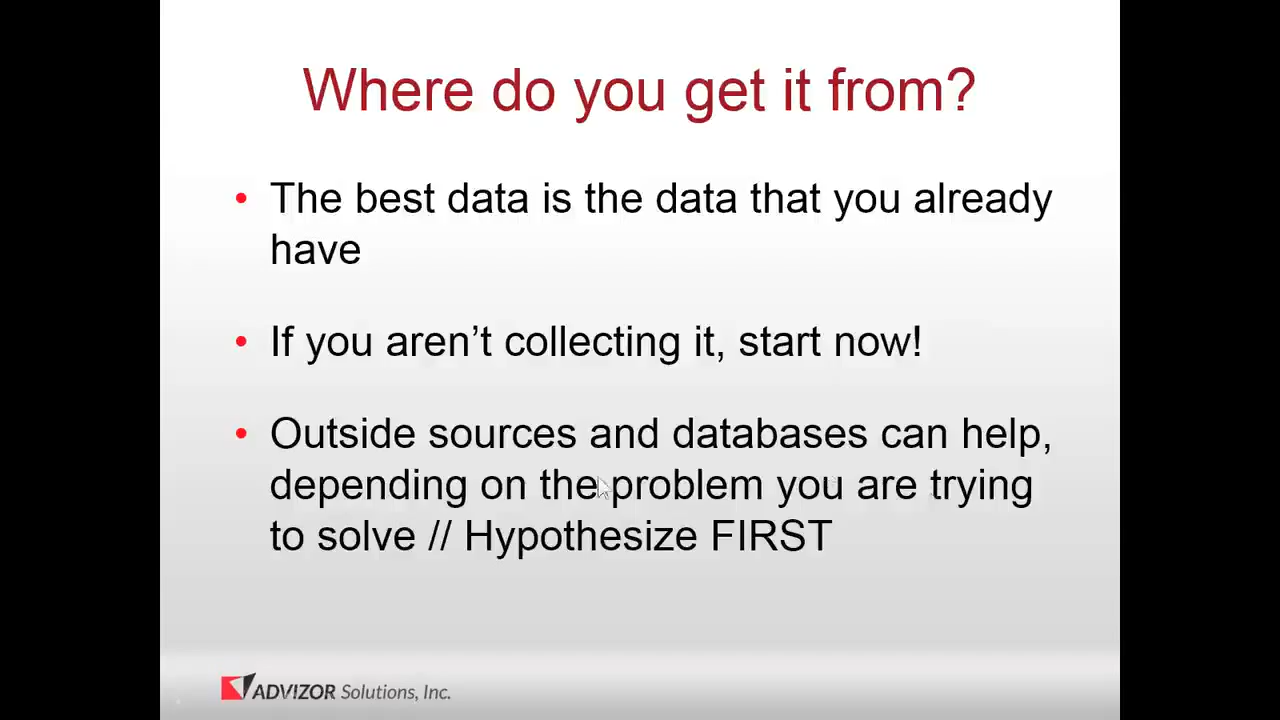 Where do you get it from?
• The best data is the data that you already
have
• If you aren’t collecting it, start now!
• Outside sources and databases can help,
depending on the problem you are trying
to solve // Hypothesize FIRST
ADVIZOR Solutions, Inc.